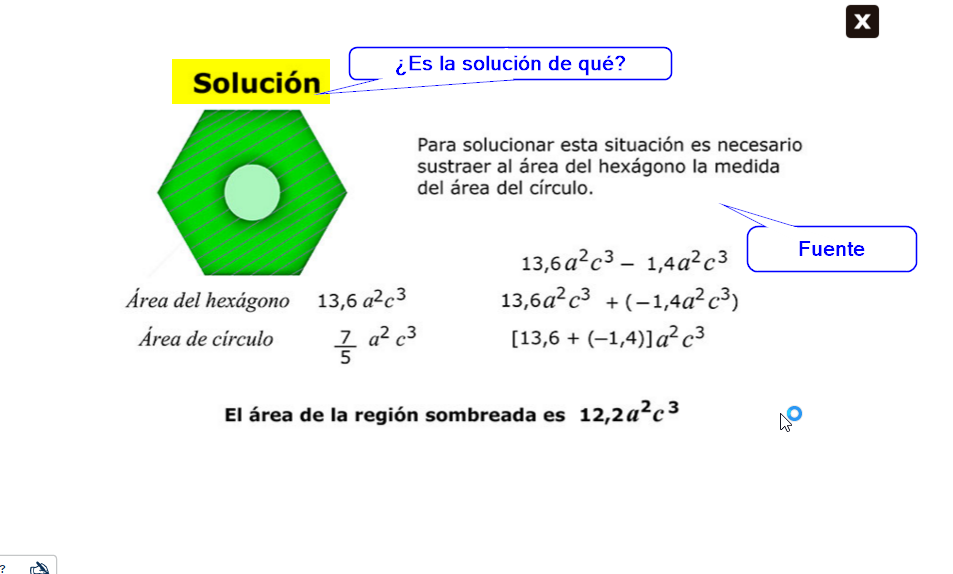 X
¿Es la solución de qué?
Solución
Para solucionar esta situación es necesario
sustraer al área del hexágono la medida
del área del círculo.
Fuente
13,6a²c³ − 1,4a²c³
Área del hexágono 13,6 a²c³
13,6a²c³ + (−1,4a²c³)
Área de círculo 7/5 a² c³
[13,6 + (−1,4)]a²c³
El área de la región sombreada es 12,2a²c³
?